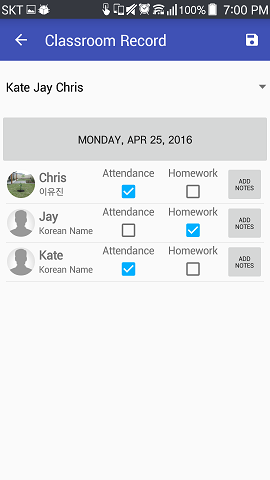 SKT 100% 7:00 PM
Classroom Record
Kate Jay Chris
MONDAY, APR 25, 2016
Chris Attendance Homework ADD NOTES
이유진
Jay Attendance Homework ADD NOTES
Korean Name
Kate Attendance Homework ADD NOTES
Korean Name